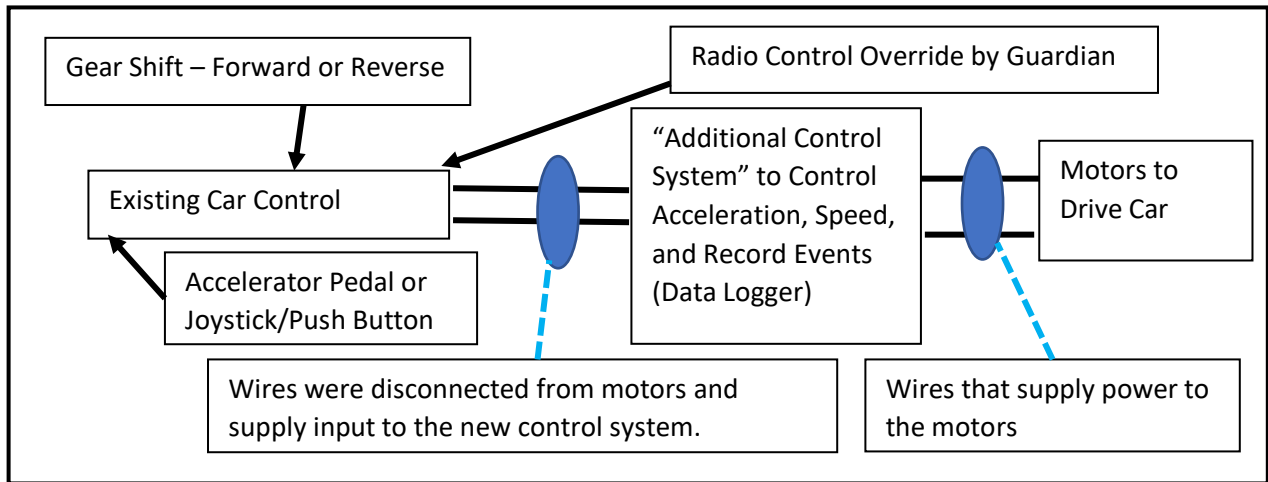 Gear Shift – Forward or Reverse
Radio Control Override by Guardian
Existing Car Control
“Additional Control
System” to Control
Acceleration, Speed,
and Record Events
(Data Logger)
Motors to
Drive Car
Accelerator Pedal or
Joystick/Push Button
Wires were disconnected from motors and
supply input to the new control system.
Wires that supply power to
the motors